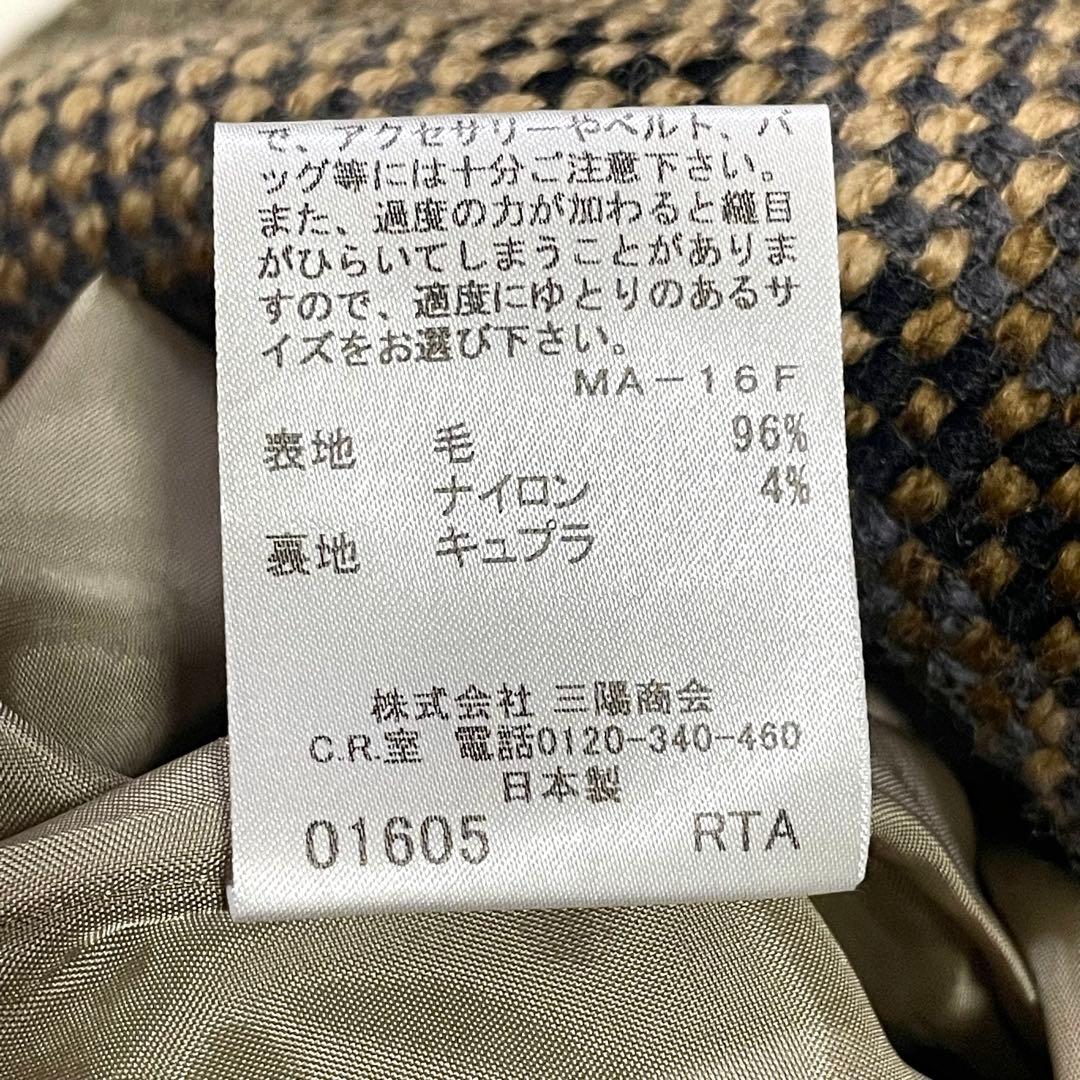 で、アクセサリーやベルト、バ
ッグ等には十分ご注意下さい。
また、過度の力が加わると縫目
がひらいてしまうことがありま
すので、適度にゆとりのあるサ
イズをお選び下さい。
MA-16F
表地 毛 96%
ナイロン 4%
裏地 キュプラ
株式会社 三陽商会
C.R.室 電話0120-340-460
日本製
01605 RTA